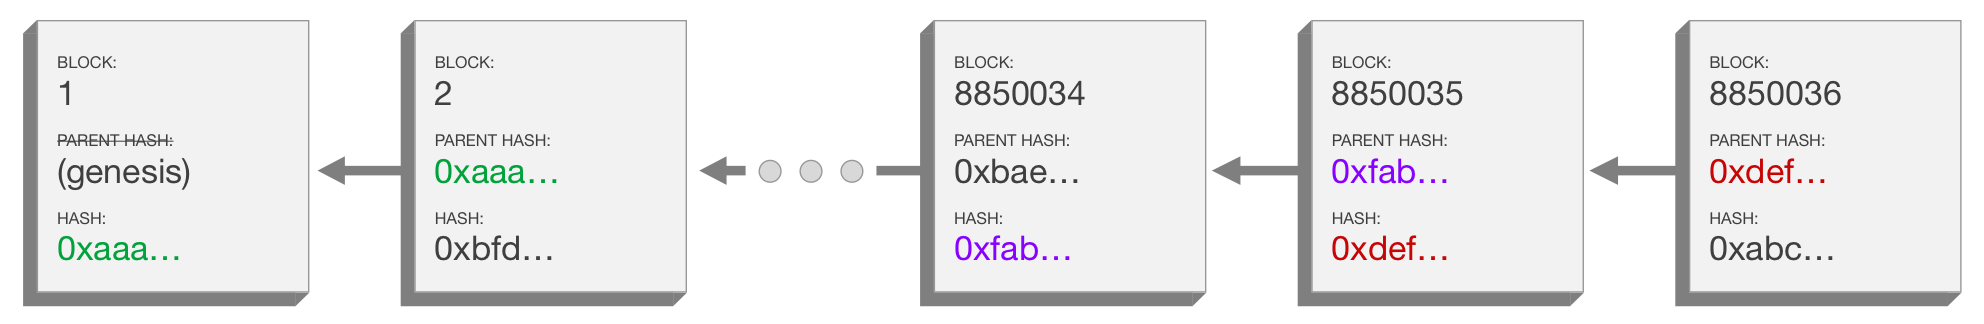 BLOCK:
1
PARENT HASH:
(genesis)
HASH:
0xaaa...
BLOCK:
2
PARENT HASH:
0xaaa...
HASH:
0xbfd...
BLOCK:
8850034
PARENT HASH:
0xbae...
HASH:
0xfab...
BLOCK:
8850035
PARENT HASH:
0xfab...
HASH:
0xdef...
BLOCK:
8850036
PARENT HASH:
0xdef...
HASH:
0xabc...